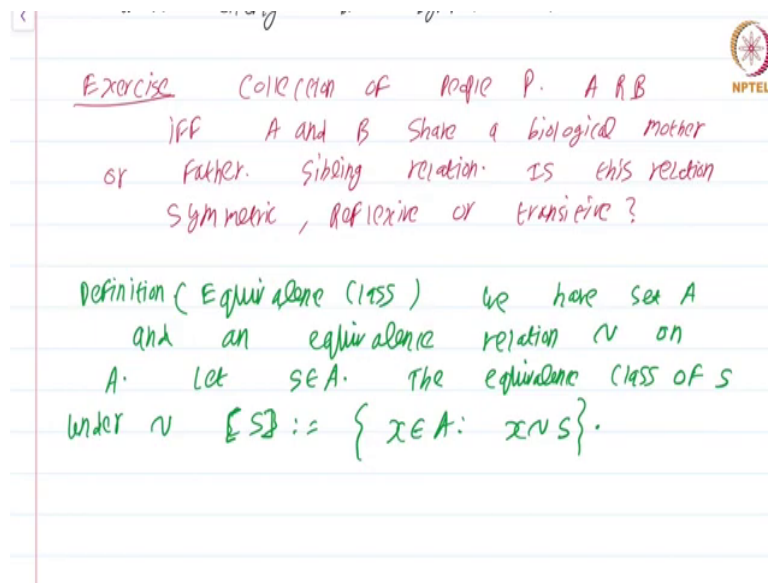 NPTEL
Exercise Collection of People P. A R B
iff A and B Share a biological mother
or Father. Sibling relation. Is this relation
Symmetric, Reflexive or transitive?
Definition (Equivalence Class) We have set A
and an equivalence relation ~ on
A. Let S∈A. The equivalence class of S
under ~ [S] := { x∈A: x~S}.